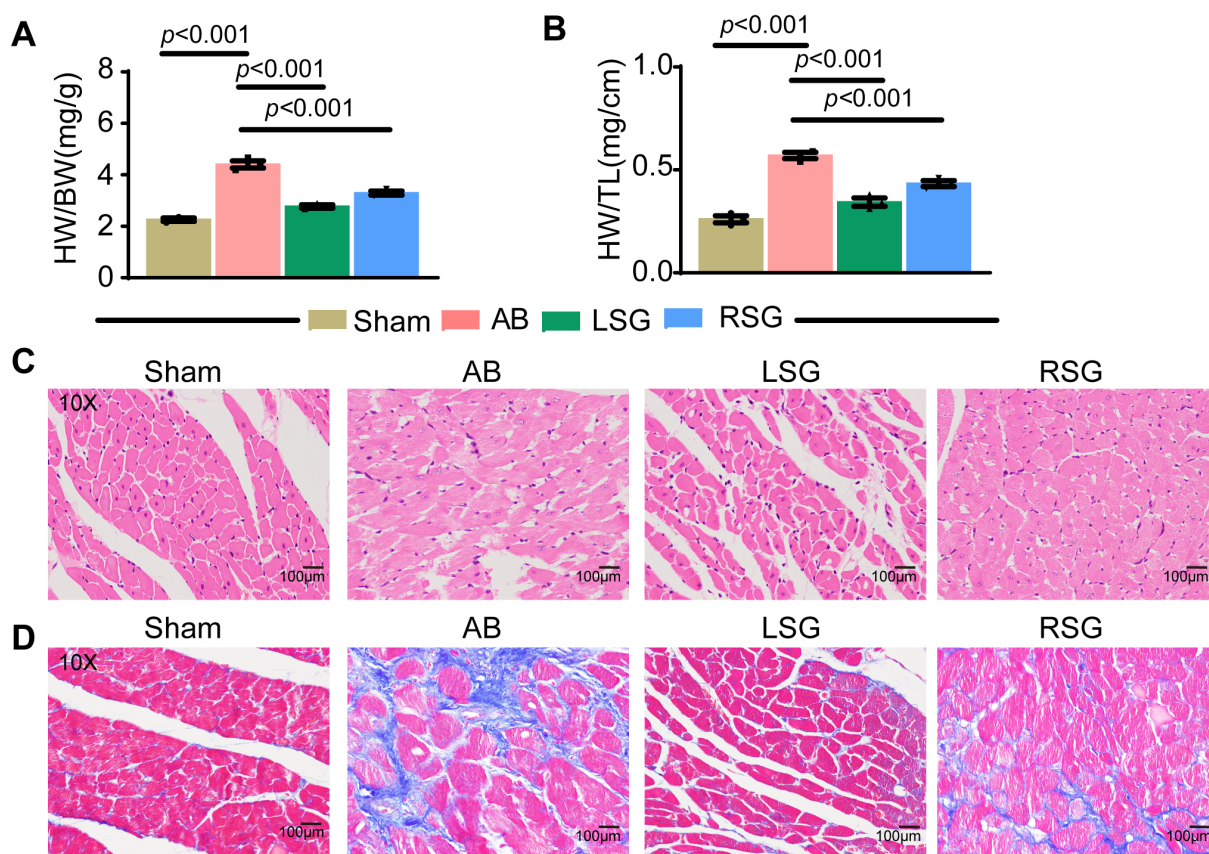 A
p<0.001
p<0.001
p<0.001
HW/BW(mg/g)
8
6
4
2
0
B
p<0.001
p<0.001
p<0.001
HW/TL(mg/cm)
1.0
0.5
0.0
Sham AB LSG RSG
C
Sham AB LSG RSG
10X
100μm 100μm 100μm 100μm
D
Sham AB LSG RSG
10X
100μm 100μm 100μm 100μm